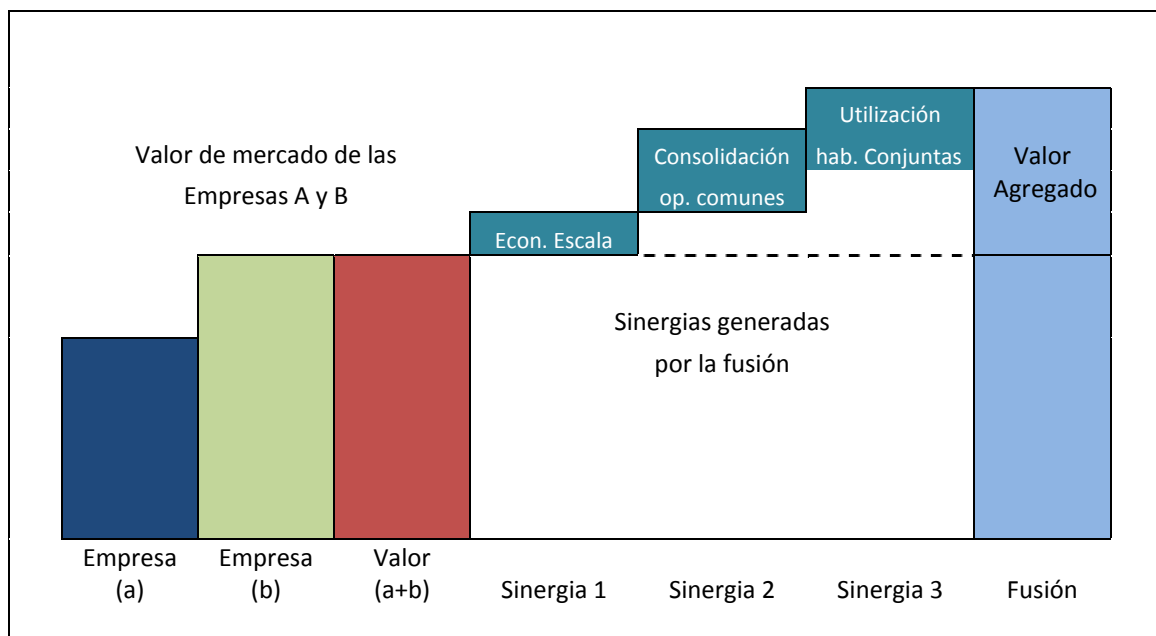 Utilización
hab. Conjuntas
Valor de mercado de las
Empresas A y B
Consolidación
op. comunes
Valor
Agregado
Econ. Escala
Sinergias generadas
por la fusión
Empresa
(a)
Empresa
(b)
Valor
(a+b)
Sinergia 1
Sinergia 2
Sinergia 3
Fusión